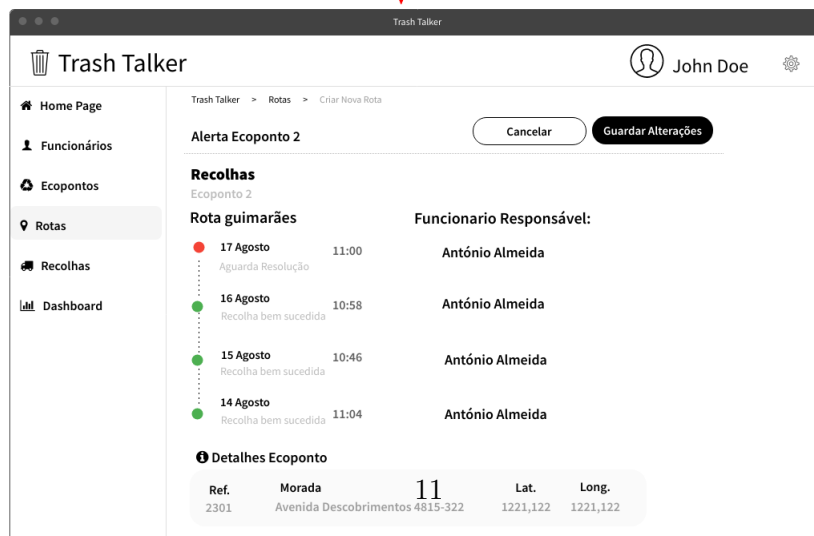 Trash Talker
Trash Talker
John Doe
Home Page
Funcionários
Ecopontos
Rotas
Recolhas
Dashboard
Trash Talker > Rotas > Criar Nova Rota
Alerta Ecoponto 2
Cancelar
Guardar Alterações
Recolhas
Ecoponto 2
Rota guimarães
Funcionario Responsável:
17 Agosto 11:00 António Almeida
Aguarda Resolução
16 Agosto 10:58 António Almeida
Recolha bem sucedida
15 Agosto 10:46 António Almeida
Recolha bem sucedida
14 Agosto 11:04 António Almeida
Recolha bem sucedida
Detalhes Ecoponto
Ref. Morada 11 Lat. Long.
2301 Avenida Descobrimentos 4815-322 1221,122 1221,122